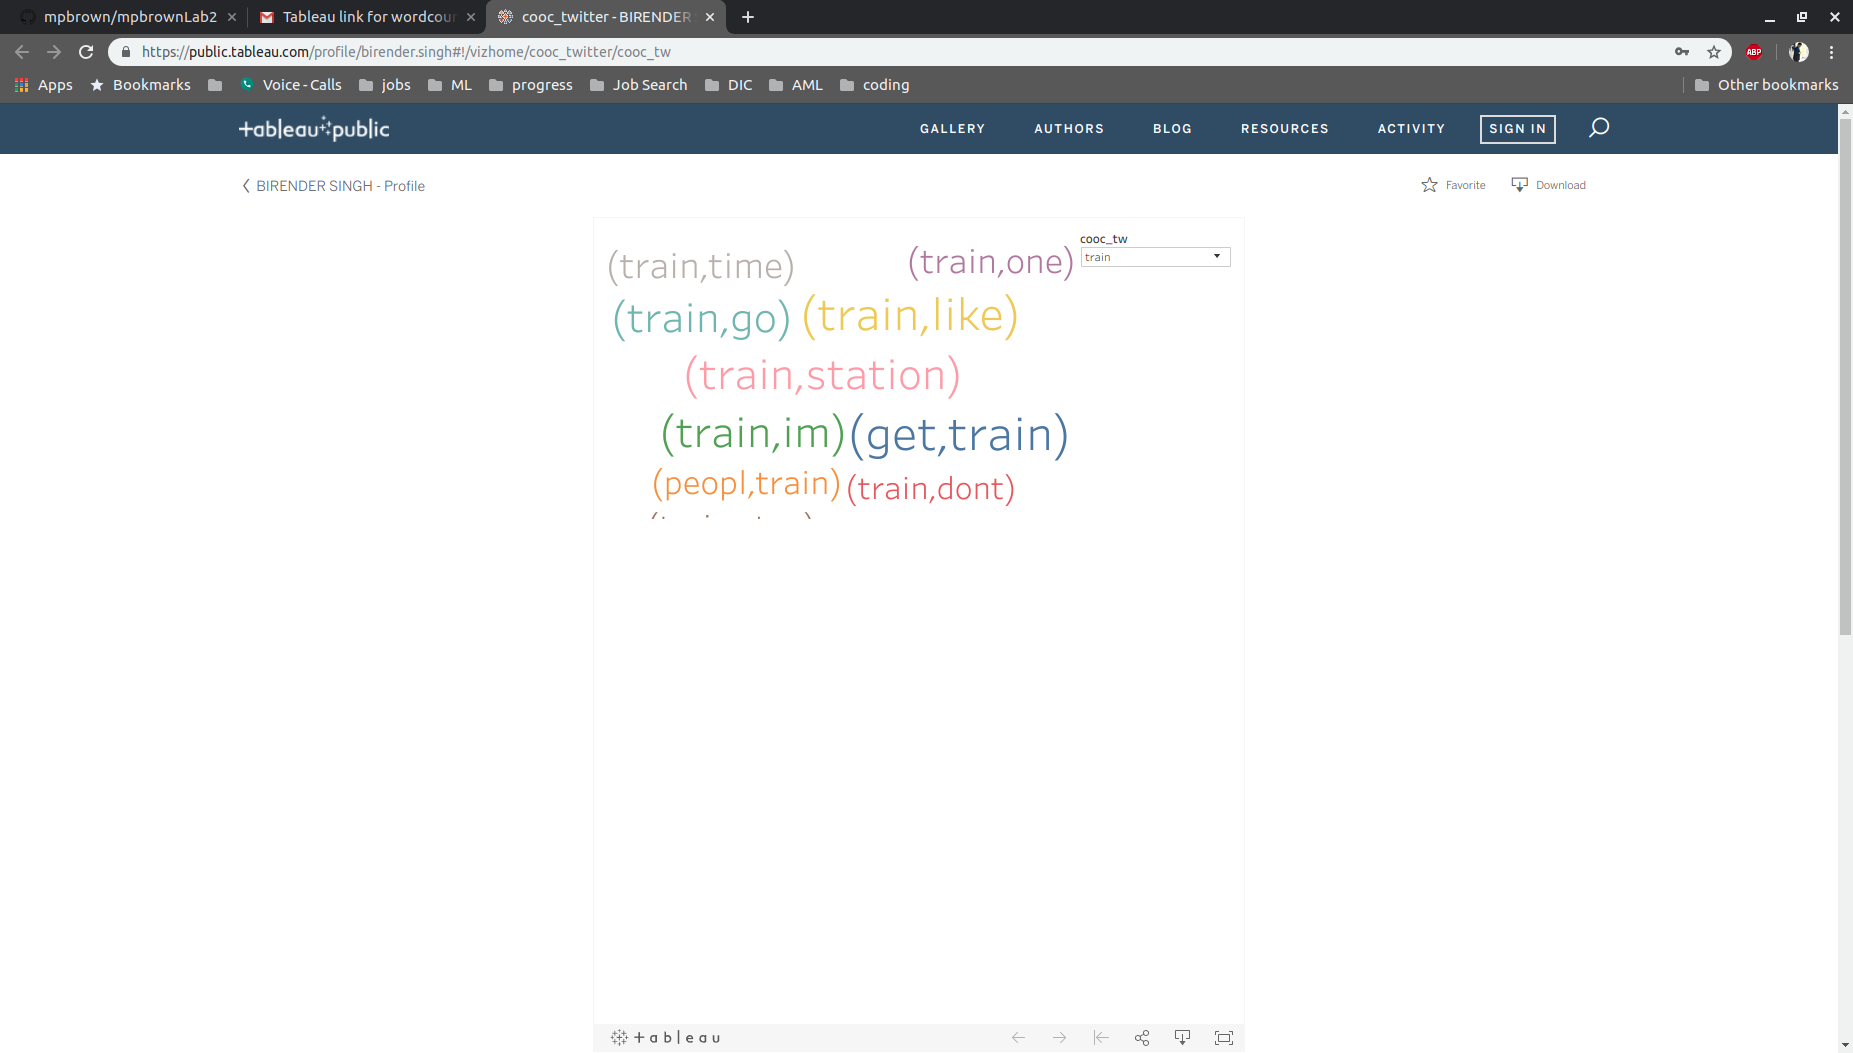 mpbrown/mpbrownLab2
Tableau link for wordcour
cooc_twitter - BIRENDER
https://public.tableau.com/profile/birender.singh#!/vizhome/cooc_twitter/cooc_tw
ABP
Apps
Bookmarks
Voice - Calls
jobs
ML
progress
Job Search
DIC
AML
coding
Other bookmarks
+ableau public
GALLERY
AUTHORS
BLOG
RESOURCES
ACTIVITY
SIGN IN
BIRENDER SINGH - Profile
Favorite
Download
cooc_tw
train
(train,time)
(train,one)
(train,go)
(train,like)
(train,station)
(train,im)
(get,train)
(peopl,train)
(train,dont)
+ableau